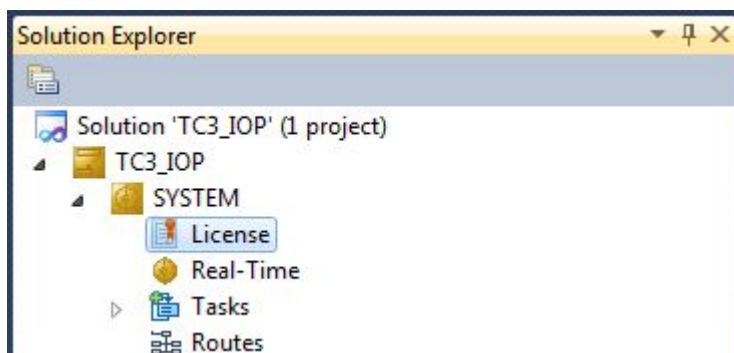 Solution Explorer
Solution 'TC3_IOP' (1 project)
TC3_IOP
SYSTEM
License
Real-Time
Tasks
Routes